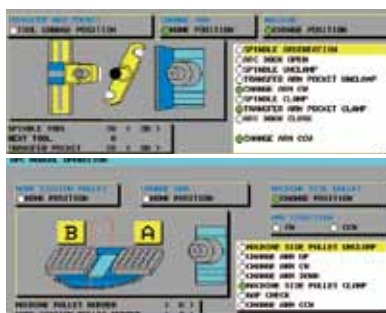 TRANSFER ARM POCKET
CHANGE ARM
MACHINE
TOOL CHANGE POSITION
HOME POSITION
POSITION
SPINDLE ORIENTATION
ATC DOOR OPEN
SPINDLE UNCLAMP
TRANSFER ARM POCKET UNCLAMP
CHANGE ARM CW
SPINDLE CLAMP
TRANSFER ARM POCKET CLAMP
ATC DOOR CLOSE
CHANGE ARM CCW
SPINDLE TOOL
NEXT TOOL
TRANSFER POCKET
APC MANUAL OPERATION
CHANGE ARM
MACHINE SIDE PALLET
HOME POSITION
HOME POSITION
CHANGE POSITION
CW CCW
B A
MACHINE SIDE PALLET UNCLAMP
CHANGE ARM UP
CHANGE ARM CW
CHANGE ARM DOWN
MACHINE SIDE PALLET CLAMP
MAP CHECK
CHANGE ARM CCW
MACHINE PALLET NUMBER